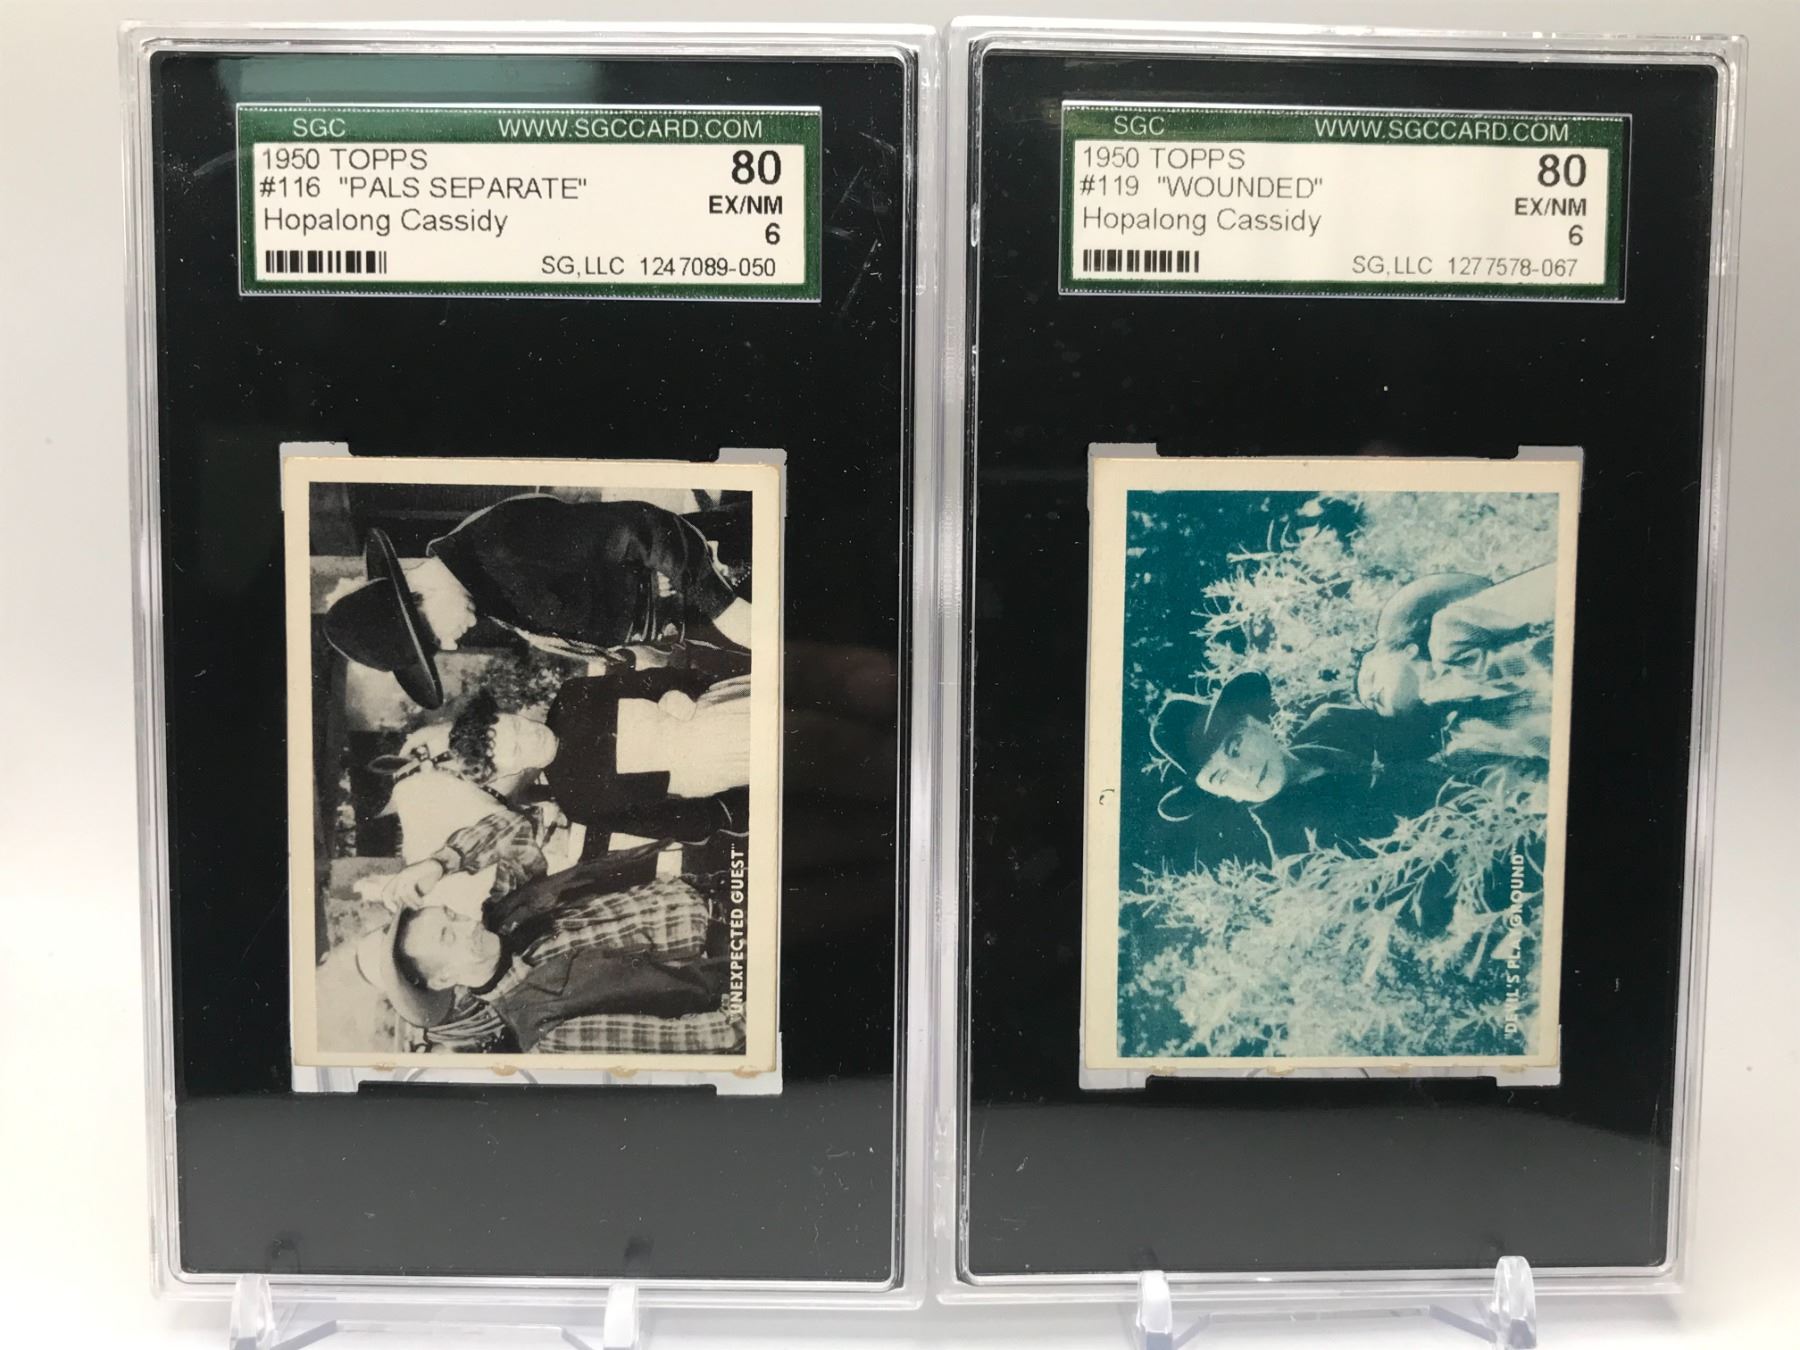 SGC WWW.SGCCARD.COM
1950 TOPPS 80
#116 "PALS SEPARATE" EX/NM
Hopalong Cassidy 6
SG, LLC 1247089-050
"UNEXPECTED GUEST"
SGC WWW.SGCCARD.COM
1950 TOPPS 80
#119 "WOUNDED" EX/NM
Hopalong Cassidy 6
SG, LLC 1277578-067
"DEVIL'S PLAYGROUND"